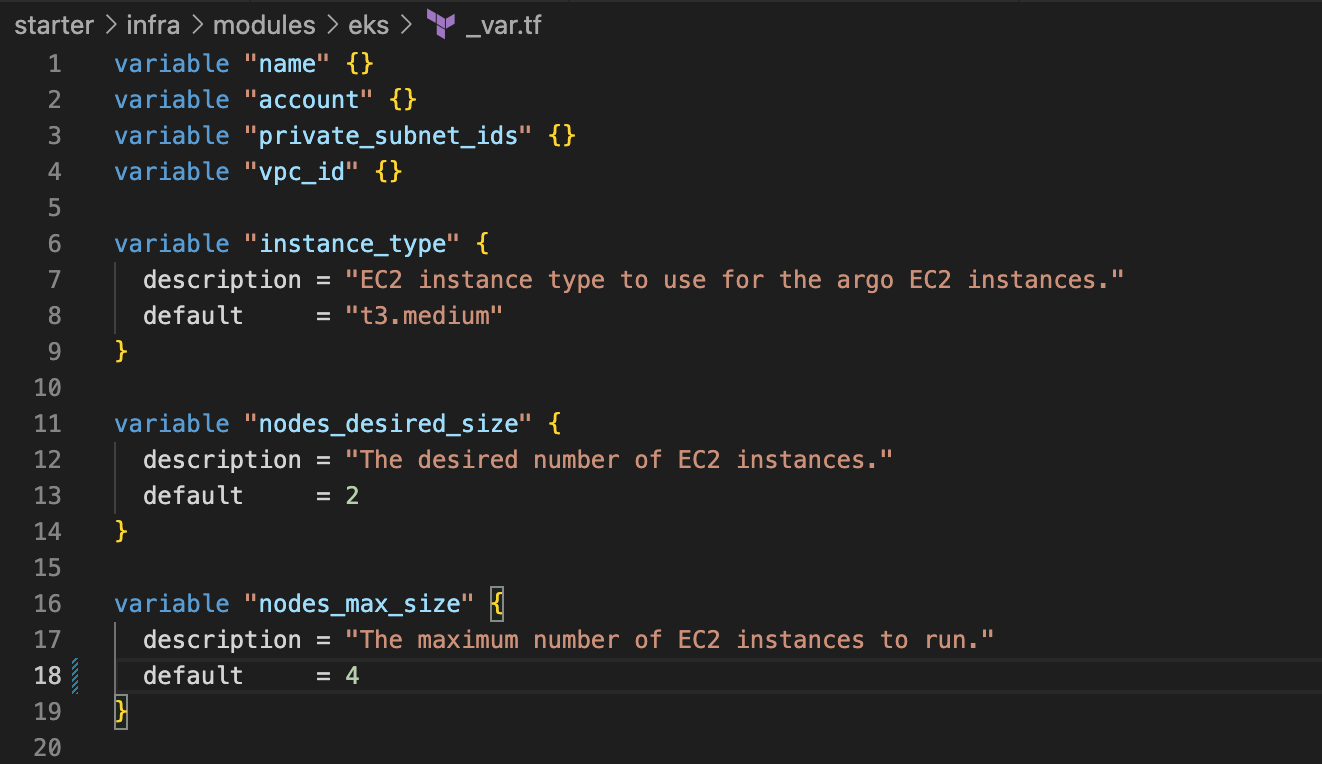 starter > infra > modules > eks > _var.tf
1 variable "name" {}
2 variable "account" {}
3 variable "private_subnet_ids" {}
4 variable "vpc_id" {}
5
6 variable "instance_type" {
7   description = "EC2 instance type to use for the argo EC2 instances."
8   default     = "t3.medium"
9 }
10
11 variable "nodes_desired_size" {
12   description = "The desired number of EC2 instances."
13   default     = 2
14 }
15
16 variable "nodes_max_size" {
17   description = "The maximum number of EC2 instances to run."
18   default     = 4
19 }
20